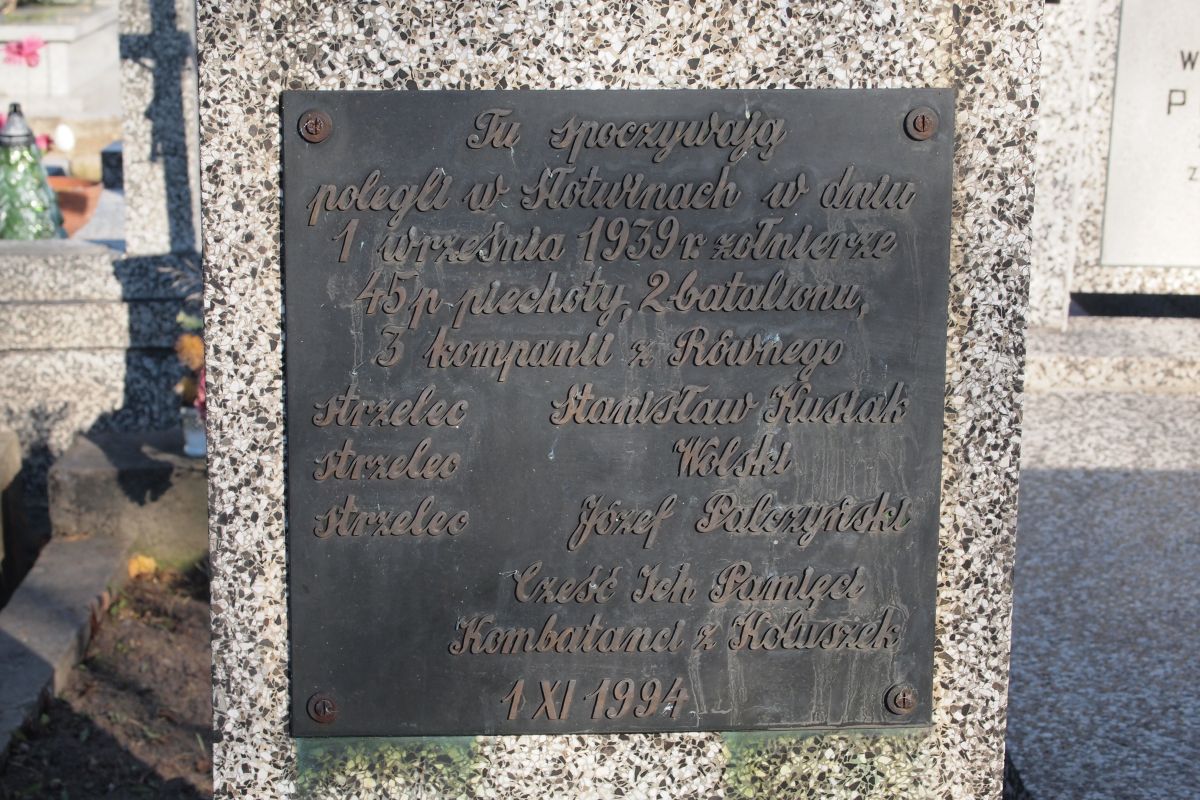 Tu spoczywają
polegli w Słotwinach w dniu
1 września 1939 r. żołnierze
45 p piechoty, 2 batalionu,
3 kompanii z Równego
strzelec Stanisław Kusiak
strzelec Wolski
strzelec Józef Palczyński
Cześć Ich Pamięci
Kombatanci z Koluszek
1 XI 1994
W
P
Z